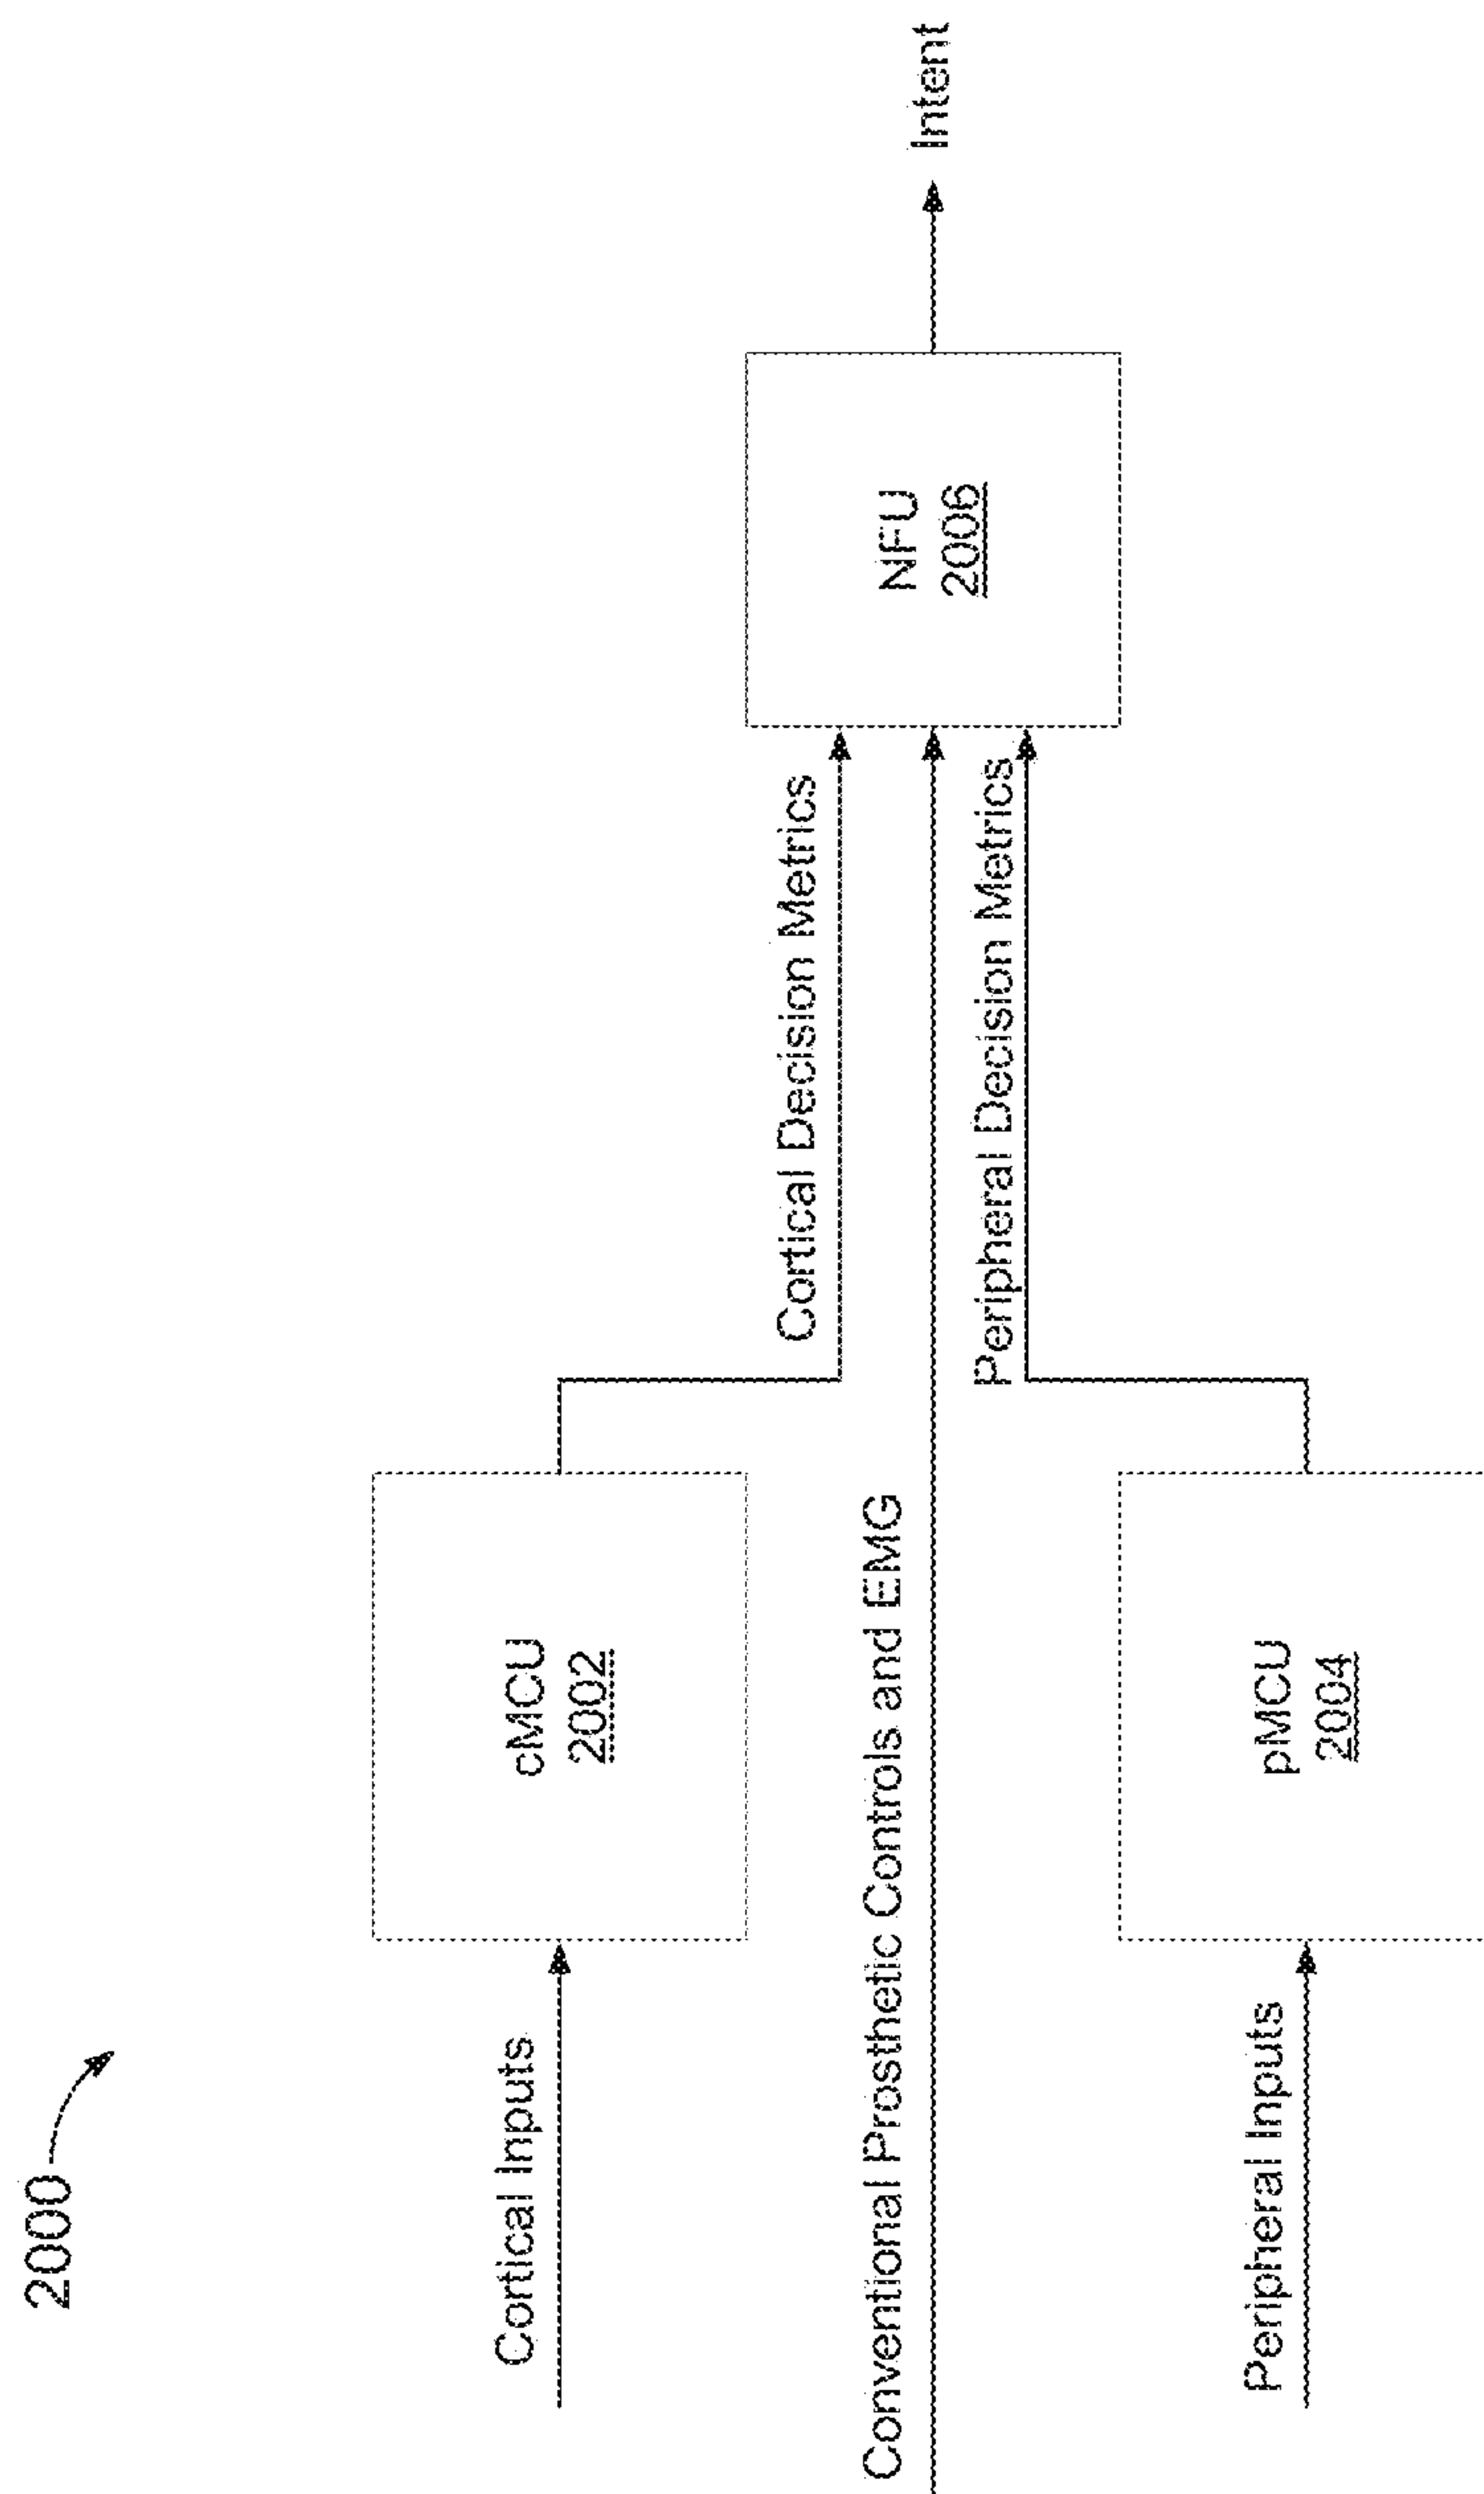 2000
Cortical Inputs
cMCU
2002
Cortical Decision Metrics
Conventional Prosthetic Controls and EMG
NFU
2006
Intent
Peripheral Decision Metrics
Peripheral Inputs
pMCU
2004